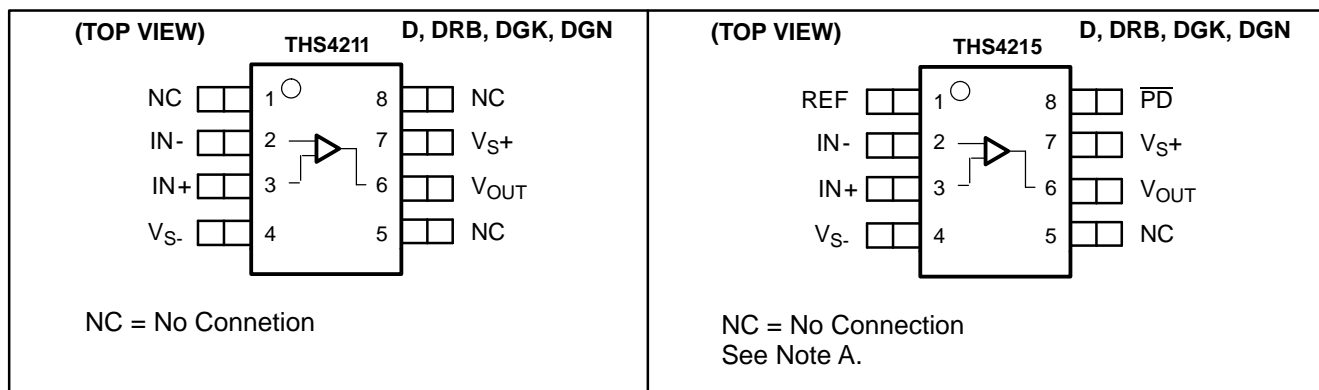 (TOP VIEW) D, DRB, DGK, DGN
THS4211
NC 1 8 NC
IN- 2 7 VS+
IN+ 3 6 VOUT
VS- 4 5 NC
NC = No Connetion
(TOP VIEW) D, DRB, DGK, DGN
THS4215
REF 1 8 P̅D̅
IN- 2 7 VS+
IN+ 3 6 VOUT
VS- 4 5 NC
NC = No Connection
See Note A.